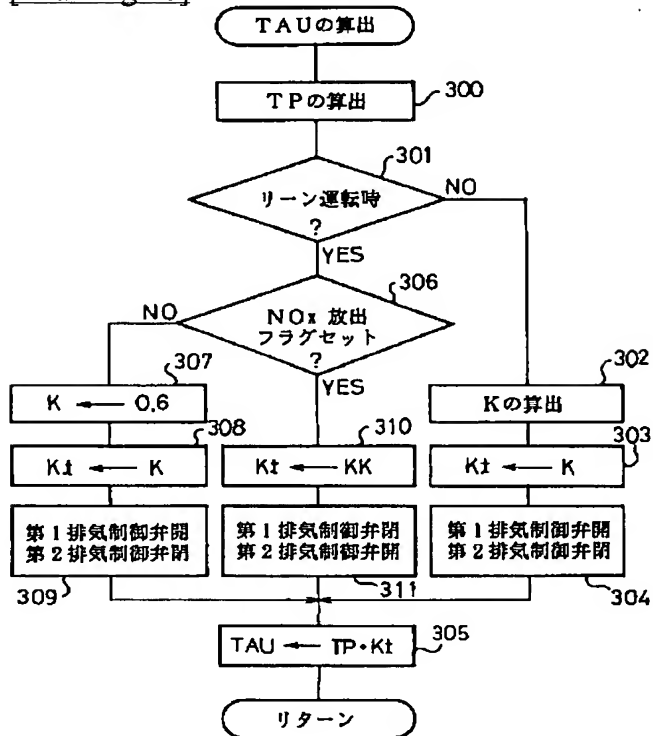 TAUの算出
TPの算出
300
301
リーン運転時
?
NO
YES
306
NO
NOx 放出
フラグセット
?
YES
307
K ← 0.6
302
Kの算出
308
Kt ← K
310
Kt ← KK
303
Kt ← K
第1排気制御弁開
第2排気制御弁閉
309
第1排気制御弁閉
第2排気制御弁開
311
第1排気制御弁開
第2排気制御弁閉
304
TAU ← TP・Kt
305
リターン